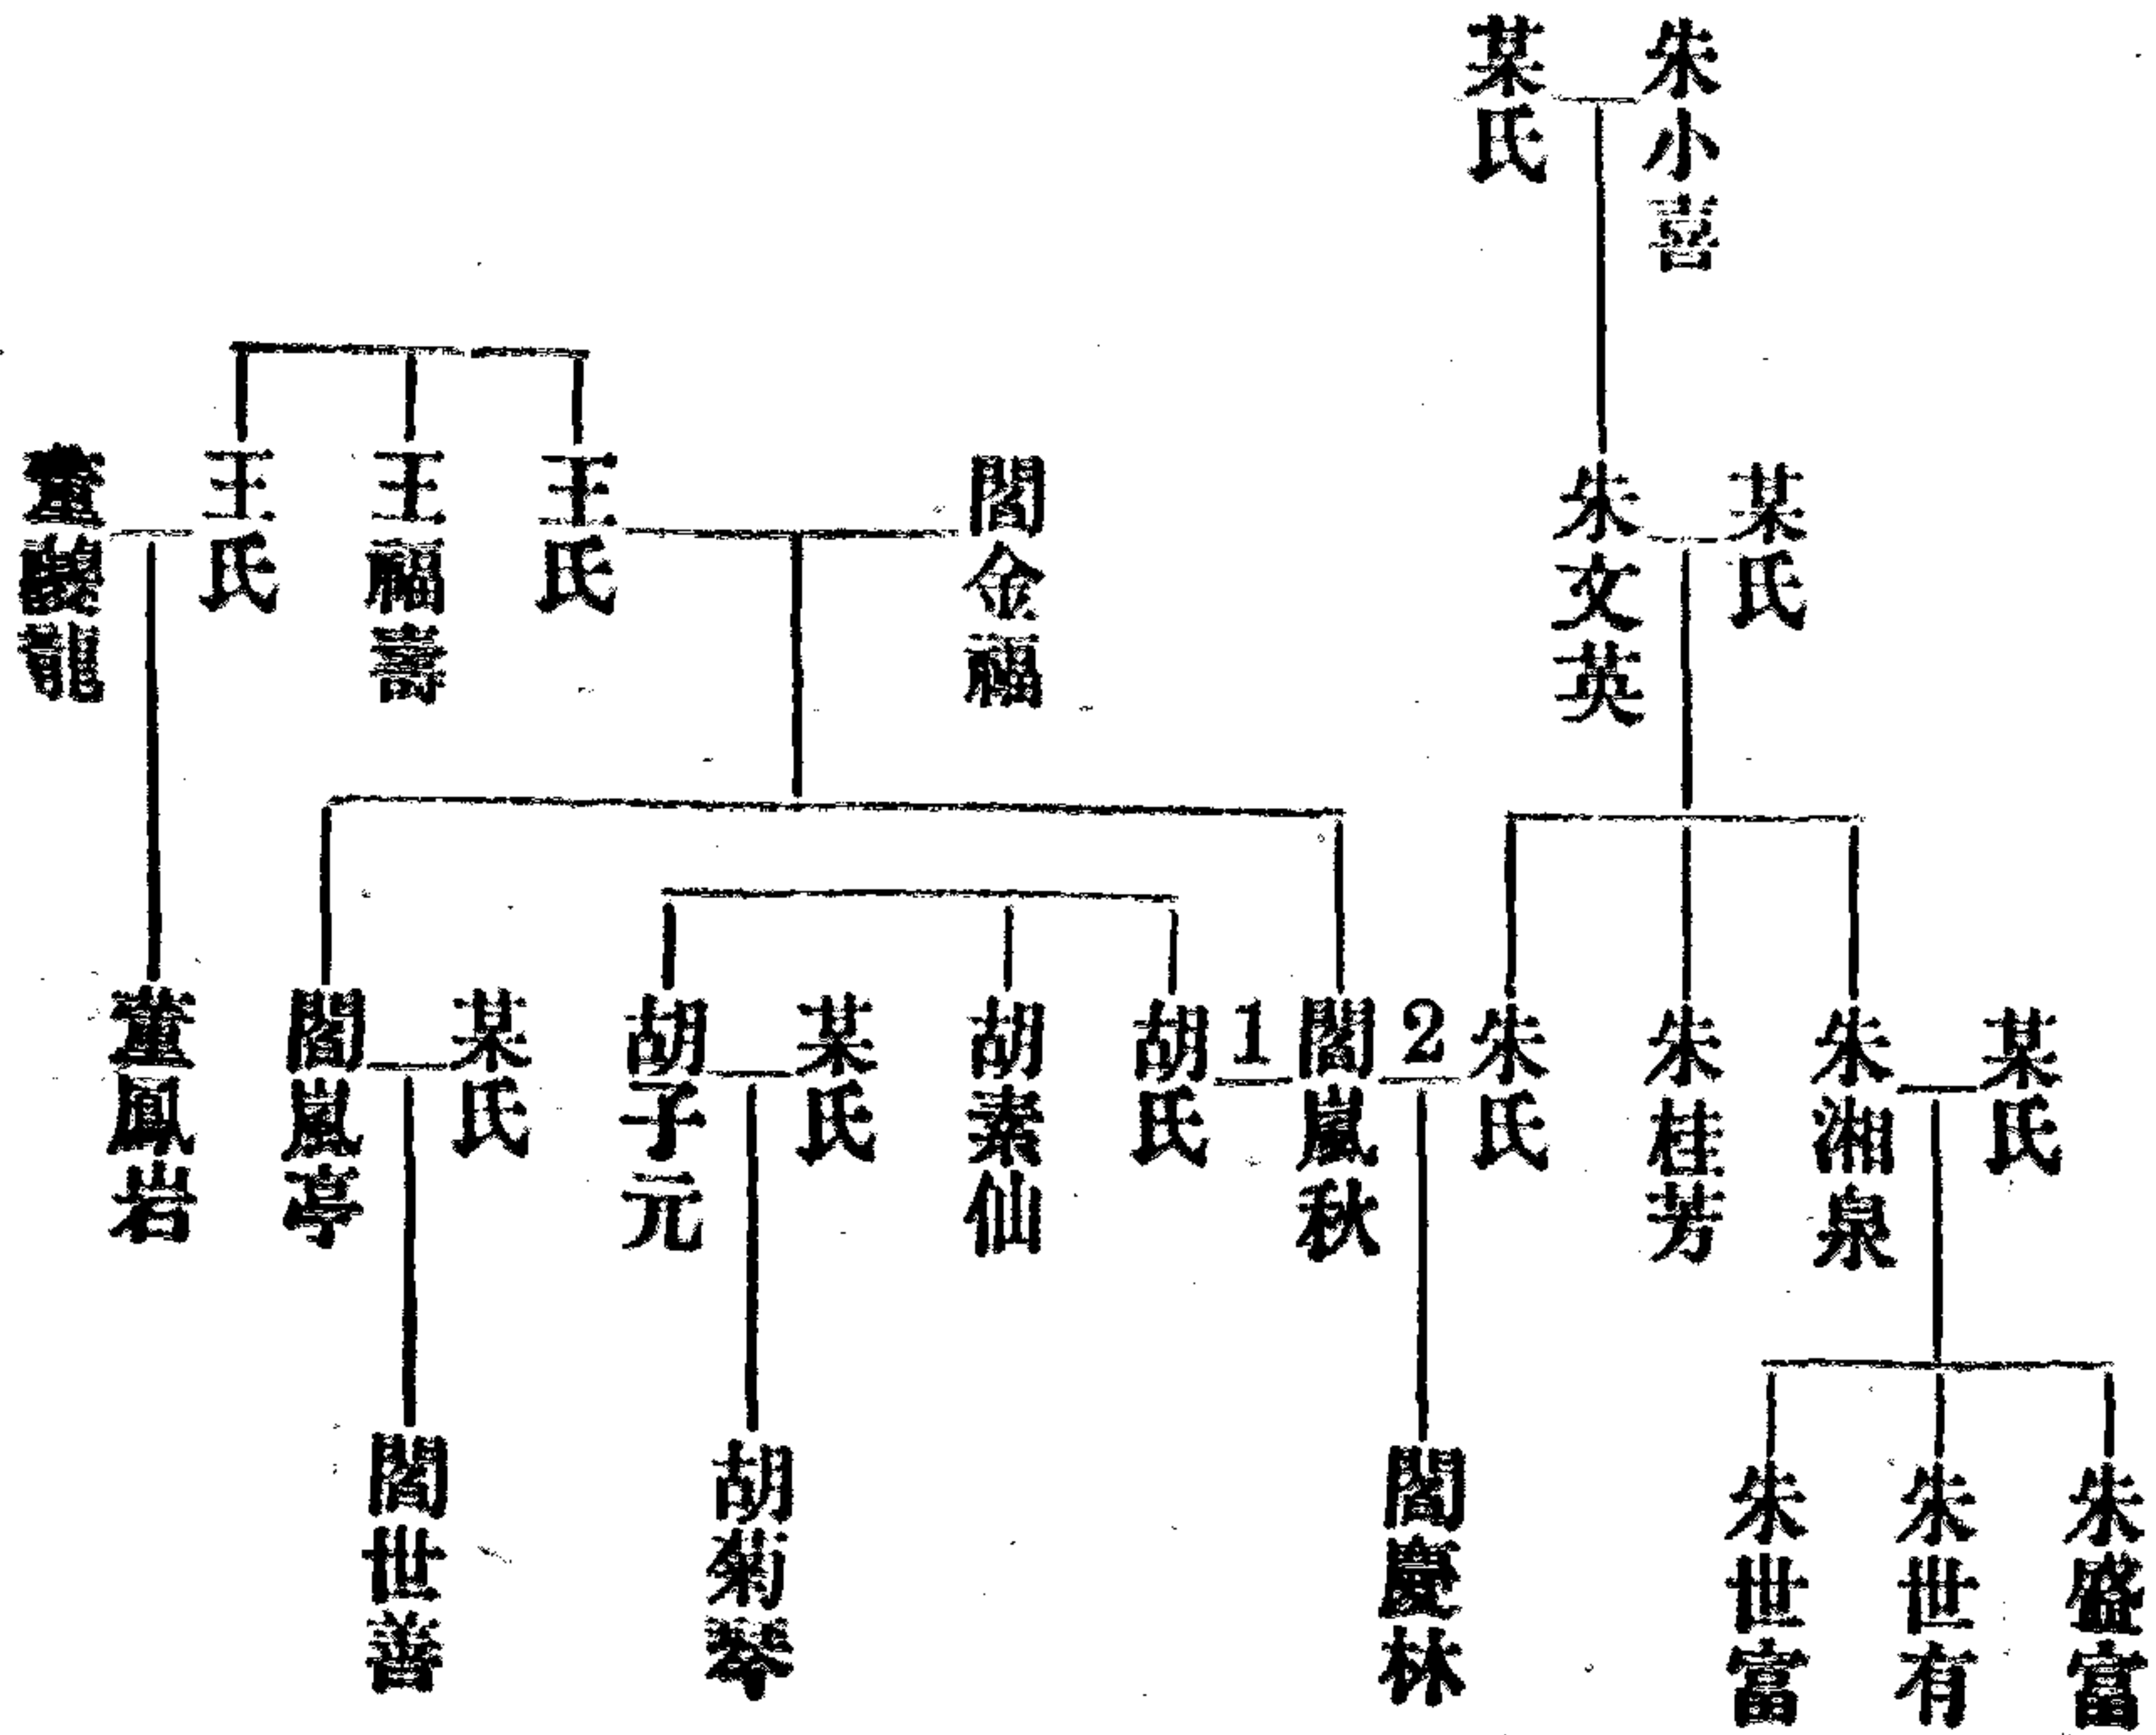 朱小喜
某氏
某氏
朱文英
閻金福
王氏
王福壽
王氏
某氏
朱湘泉
朱桂芳
朱氏
2
閻嵐秋
1
胡氏
胡素仙
某氏
胡子元
某氏
閻嵐亭
董鳳岩
朱盛富
朱世有
朱世富
閻慶林
胡菊琴
閻世善